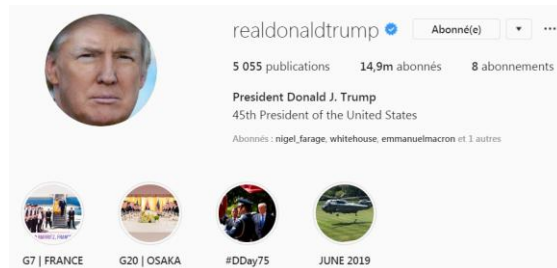 realdonaldtrump Abonné(e)
5 055 publications 14,9m abonnés 8 abonnements
President Donald J. Trump
45th President of the United States
Abonnés : nigel_farage, whitehouse, emmanuelmacron et 1 autres
G7 | FRANCE G20 | OSAKA #DDay75 JUNE 2019